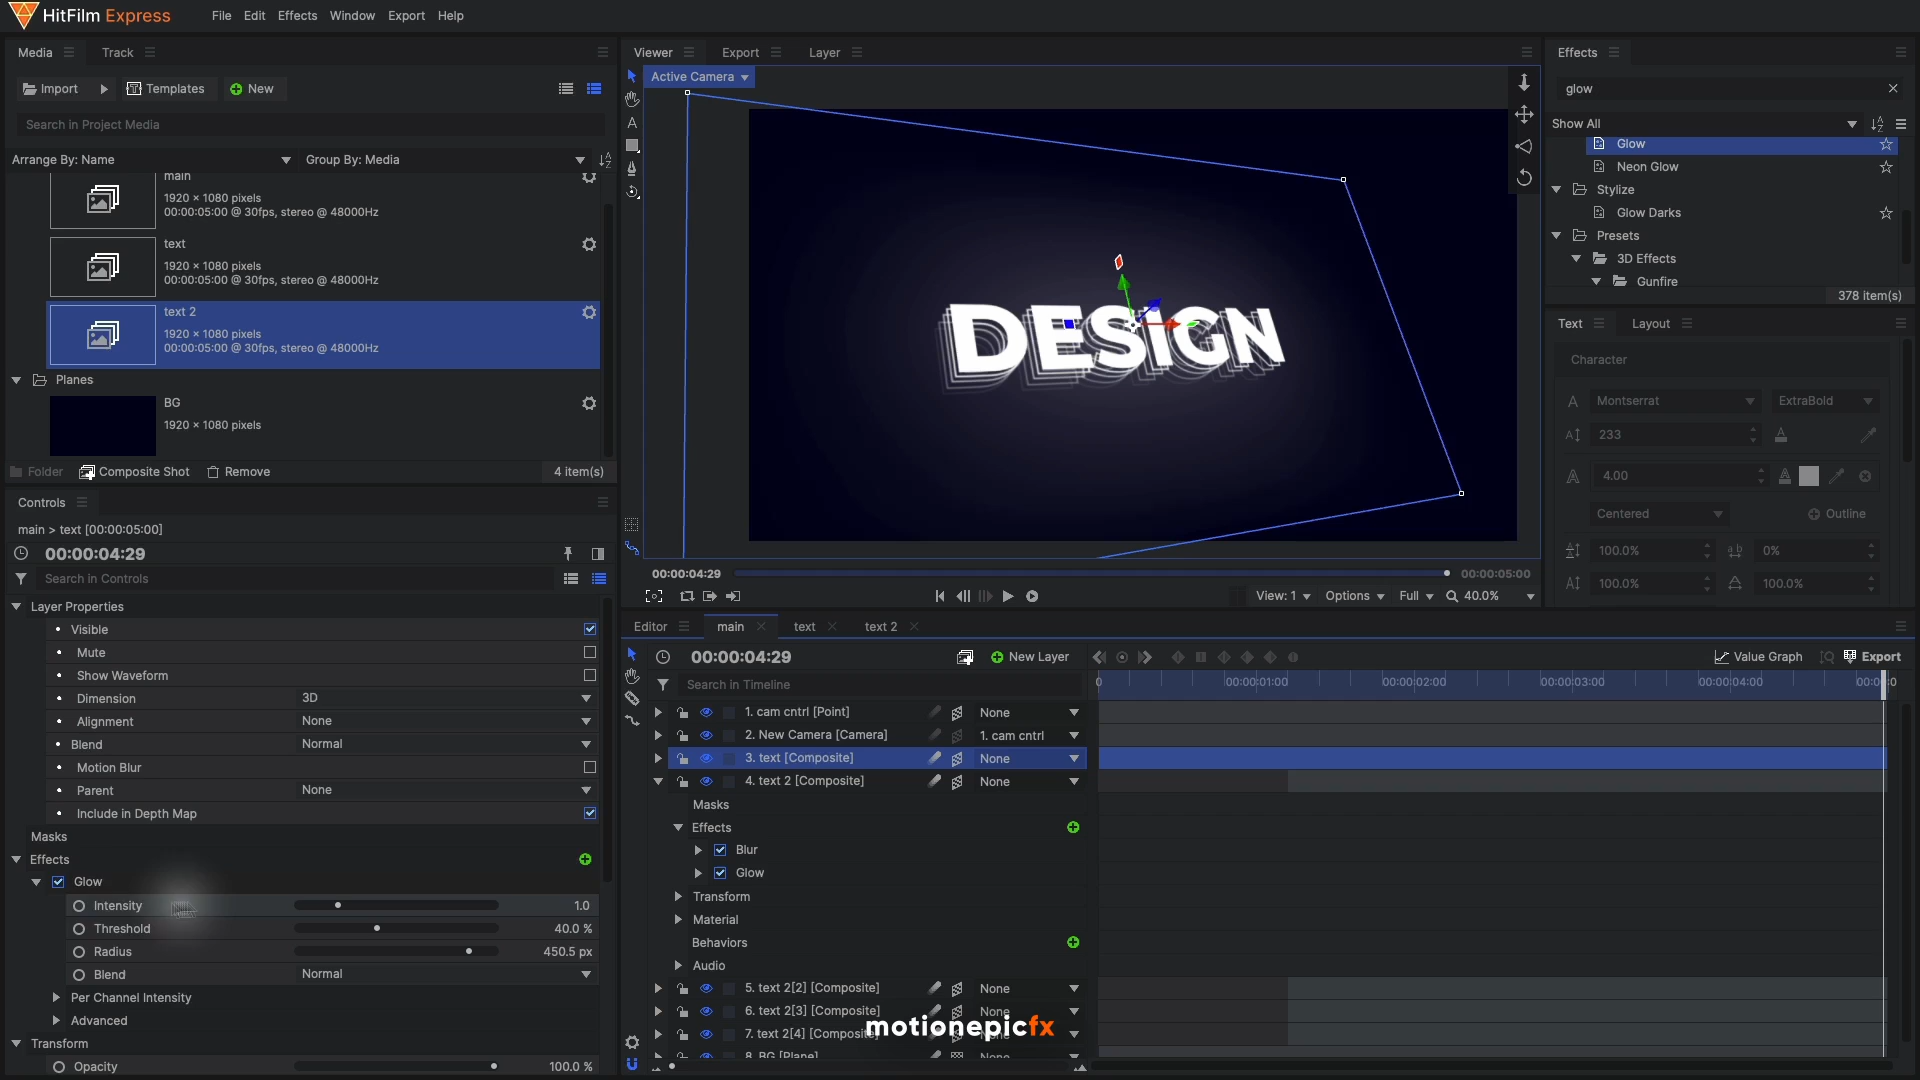 HitFilm Express
File Edit Effects Window Export Help
Media Track
Import Templates New
Search in Project Media
Arrange By: Name Group By: Media
main
1920 × 1080 pixels
00:00:05:00 @ 30fps, stereo @ 48000Hz
text
1920 × 1080 pixels
00:00:05:00 @ 30fps, stereo @ 48000Hz
text 2
1920 × 1080 pixels
00:00:05:00 @ 30fps, stereo @ 48000Hz
Planes
BG
1920 × 1080 pixels
Folder Composite Shot Remove 4 item(s)
Controls
main > text [00:00:05:00]
00:00:04:29
Search in Controls
Layer Properties
Visible
Mute
Show Waveform
Dimension 3D
Alignment None
Blend Normal
Motion Blur
Parent None
Include in Depth Map
Masks
Effects
Glow
Intensity 1.0
Threshold 40.0 %
Radius 450.5 px
Blend Normal
Per Channel Intensity
Advanced
Transform
Opacity 100.0 %
Viewer Export Layer
Active Camera
DESIGN
00:00:04:29 00:00:05:00
View: 1 Options Full 40.0%
Editor main text text 2
00:00:04:29 New Layer Value Graph Export
Search in Timeline
0 00:00:01:00 00:00:02:00 00:00:03:00 00:00:04:00
1. cam cntrl [Point] None
2. New Camera [Camera] 1. cam cntrl
3. text [Composite] None
4. text 2 [Composite] None
Masks
Effects
Blur
Glow
Transform
Material
Behaviors
Audio
5. text 2[2] [Composite] None
6. text 2[3] [Composite] None
7. text 2[4] [Composite] None
8. BG [Plane] None
motionepicfx
Effects
glow
Show All
Glow
Neon Glow
Stylize
Glow Darks
Presets
3D Effects
Gunfire
378 item(s)
Text Layout
Character
Montserrat ExtraBold
233
4.00
Centered Outline
100.0% 0%
100.0% 100.0%